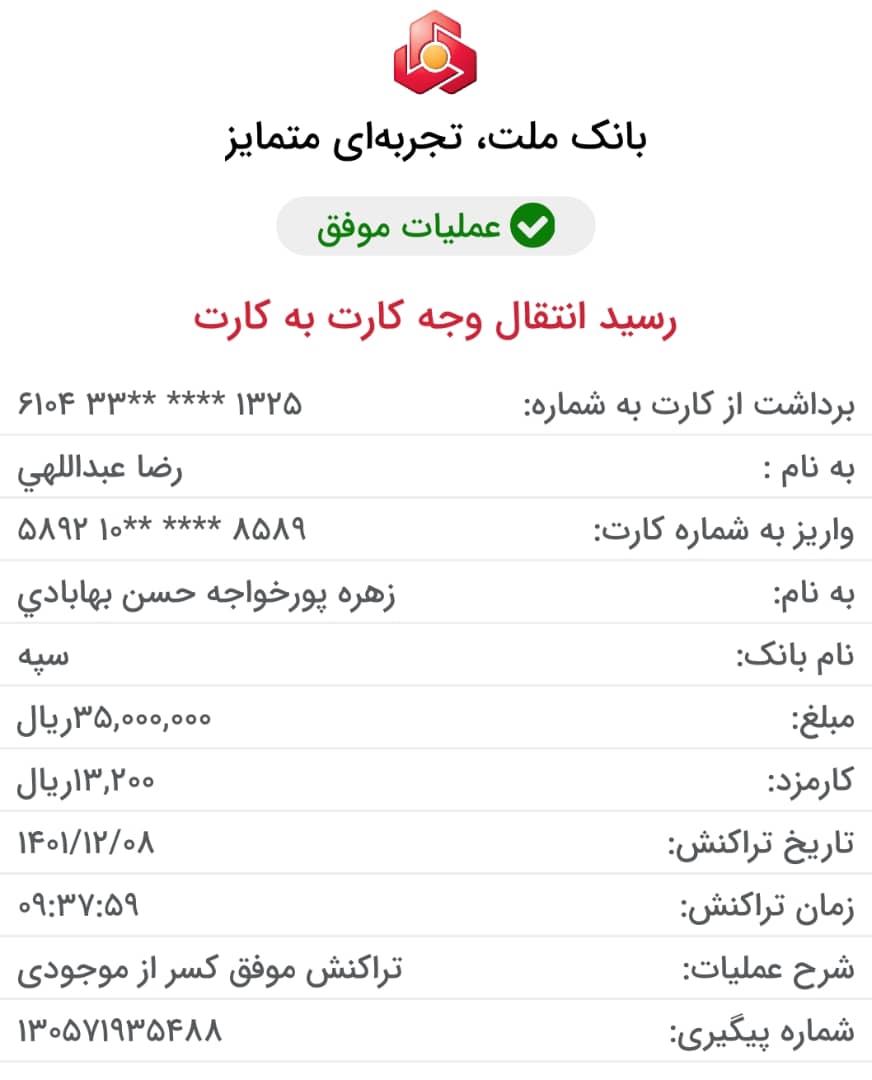 بانک ملت، تجربه‌ای متمایز
عملیات موفق
رسید انتقال وجه کارت به کارت
برداشت از کارت به شماره: ۶۱۰۴ ۳۳** **** ۱۳۲۵
به نام : رضا عبداللهي
واریز به شماره کارت: ۵۸۹۲ ۱۰** **** ۸۵۸۹
به نام: زهره پورخواجه حسن بهابادي
نام بانک: سپه
مبلغ: ۳۵,۰۰۰,۰۰۰ریال
کارمزد: ۱۳,۲۰۰ریال
تاریخ تراکنش: ۱۴۰۱/۱۲/۰۸
زمان تراکنش: ۰۹:۳۷:۵۹
شرح عملیات: تراکنش موفق کسر از موجودی
شماره پیگیری: ۱۳۰۵۷۱۹۳۵۴۸۸